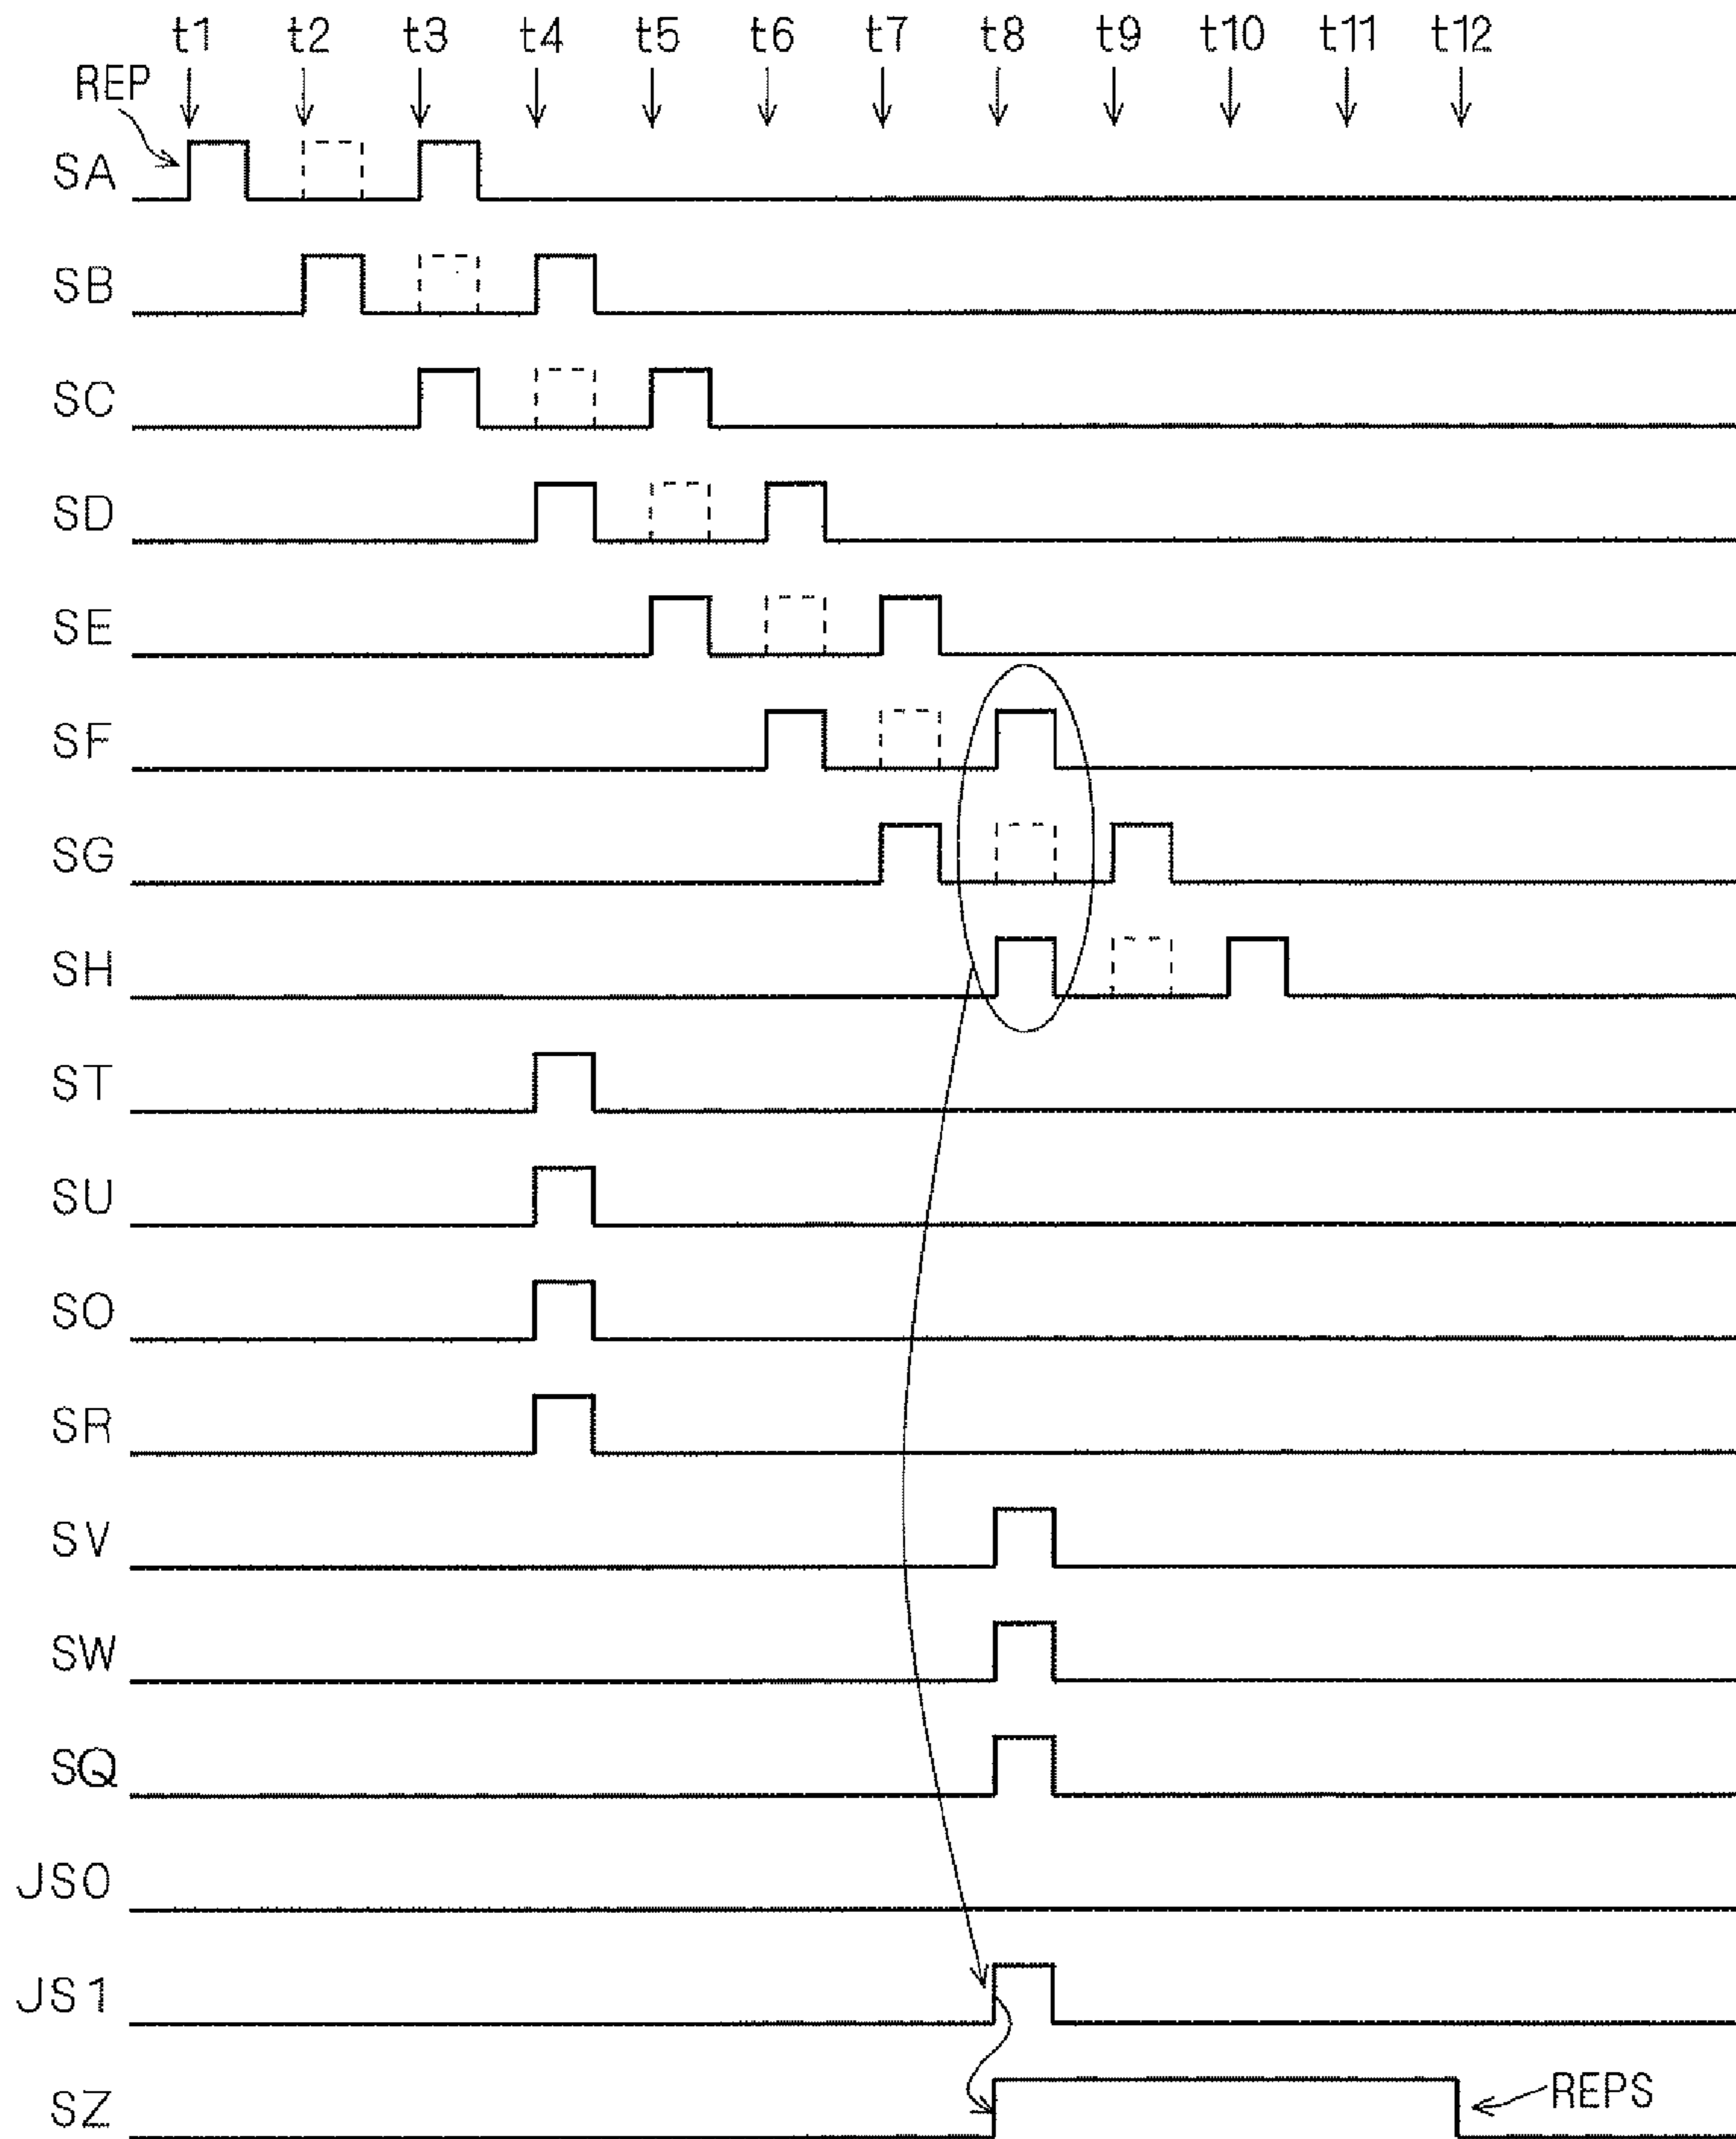 t1 t2 t3 t4 t5 t6 t7 t8 t9 t10 t11 t12
REP
SA
SB
SC
SD
SE
SF
SG
SH
ST
SU
SO
SR
SV
SW
SQ
JS0
JS1
SZ
REPS